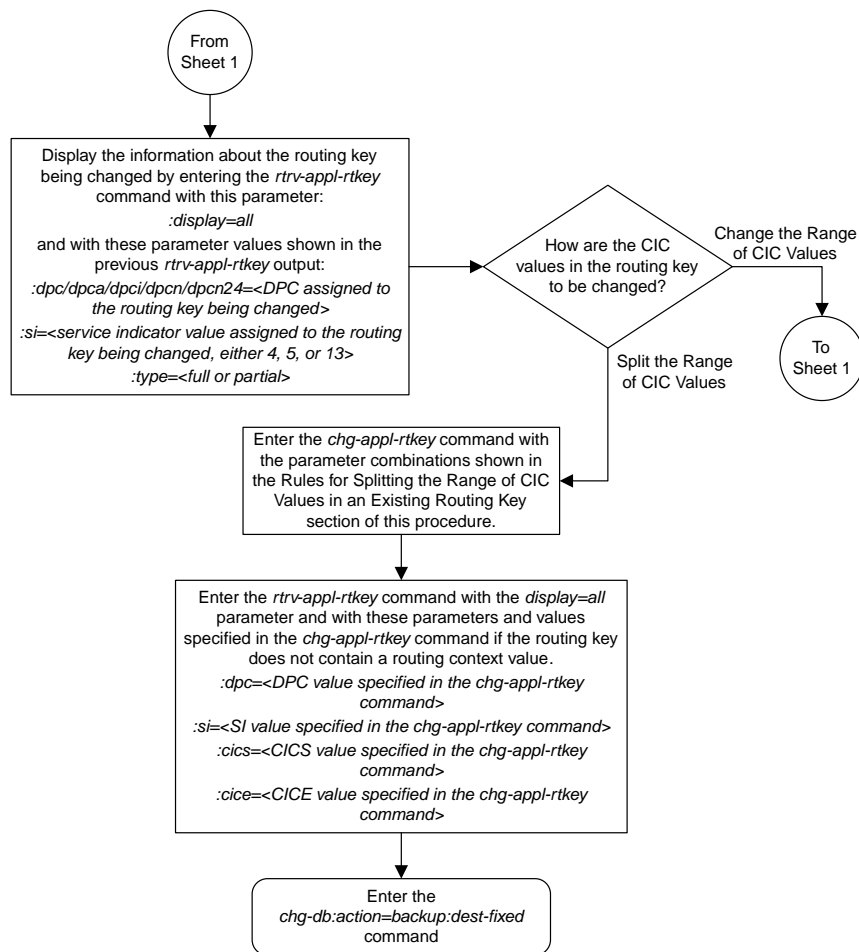 From
Sheet 1
Display the information about the routing key
being changed by entering the rtrv-appl-rtkey
command with this parameter:
:display=all
and with these parameter values shown in the
previous rtrv-appl-rtkey output:
:dpc/dpca/dpci/dpcn/dpcn24=<DPC assigned to
the routing key being changed>
:si=<service indicator value assigned to the routing
key being changed, either 4, 5, or 13>
:type=<full or partial>
How are the CIC
values in the routing key
to be changed?
Change the Range
of CIC Values
To
Sheet 1
Split the Range
of CIC Values
Enter the chg-appl-rtkey command with
the parameter combinations shown in
the Rules for Splitting the Range of CIC
Values in an Existing Routing Key
section of this procedure.
Enter the rtrv-appl-rtkey command with the display=all
parameter and with these parameters and values
specified in the chg-appl-rtkey command if the routing key
does not contain a routing context value.
:dpc=<DPC value specified in the chg-appl-rtkey
command>
:si=<SI value specified in the chg-appl-rtkey command>
:cics=<CICS value specified in the chg-appl-rtkey
command>
:cice=<CICE value specified in the chg-appl-rtkey
command>
Enter the
chg-db:action=backup:dest-fixed
command